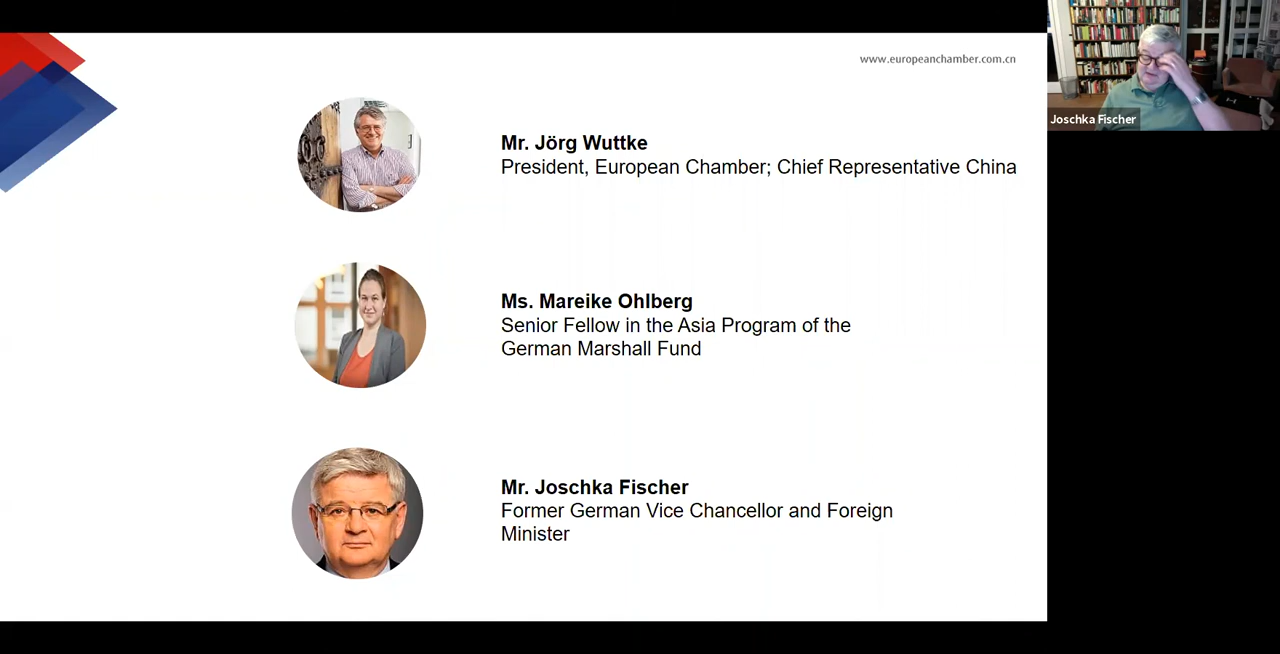 www.europeanchamber.com.cn
Joschka Fischer
Mr. Jörg Wuttke
President, European Chamber; Chief Representative China
Ms. Mareike Ohlberg
Senior Fellow in the Asia Program of the
German Marshall Fund
Mr. Joschka Fischer
Former German Vice Chancellor and Foreign
Minister